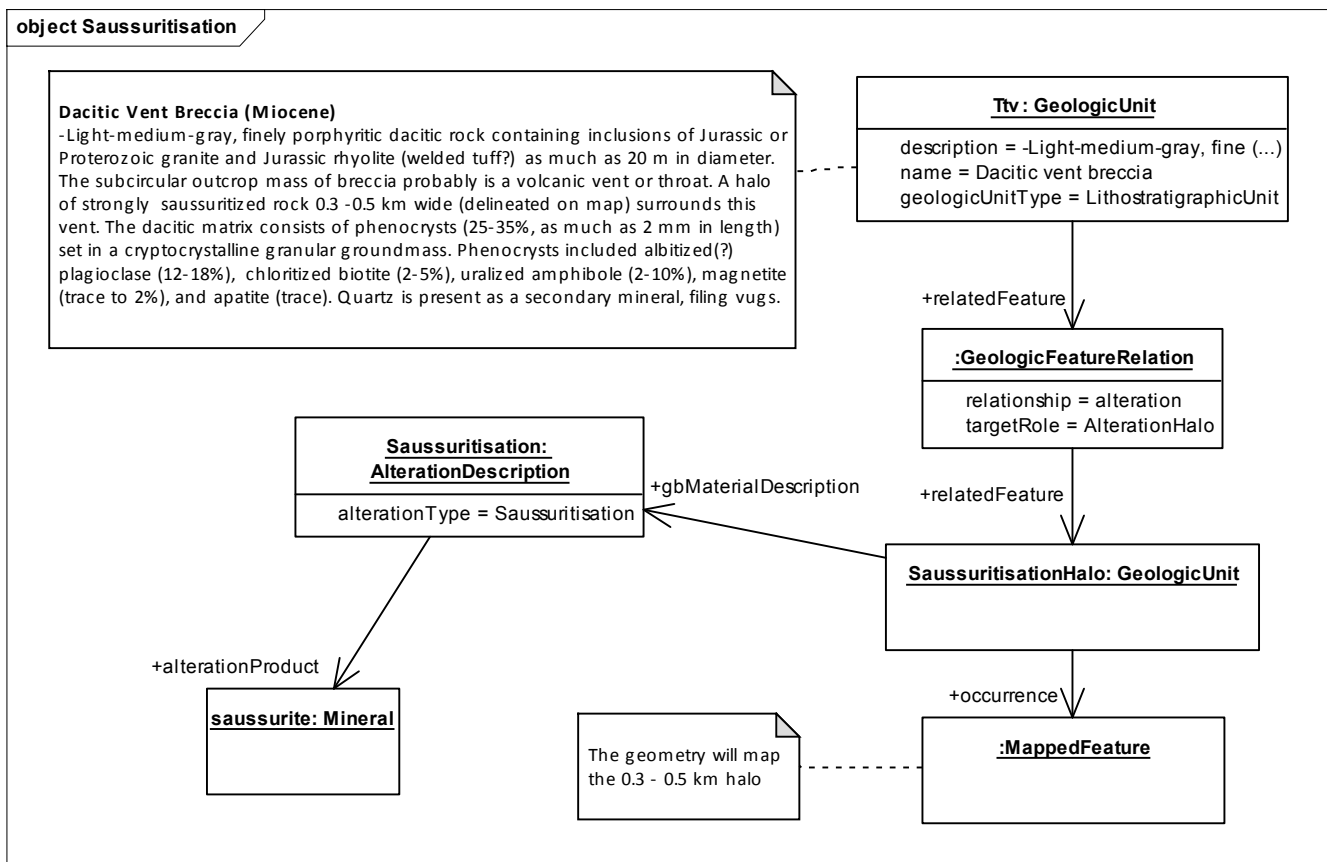 object Saussuritisation
Dacitic Vent Breccia (Miocene)
-Light-medium-gray, finely porphyritic dacitic rock containing inclusions of Jurassic or
Proterozoic granite and Jurassic rhyolite (welded tuff?) as much as 20 m in diameter.
The subcircular outcrop mass of breccia probably is a volcanic vent or throat. A halo
of strongly saussuritized rock 0.3 -0.5 km wide (delineated on map) surrounds this
vent. The dacitic matrix consists of phenocrysts (25-35%, as much as 2 mm in length)
set in a cryptocrystalline granular groundmass. Phenocrysts included albitized(?)
plagioclase (12-18%), chloritized biotite (2-5%), uralized amphibole (2-10%), magnetite
(trace to 2%), and apatite (trace). Quartz is present as a secondary mineral, filing vugs.
Ttv: GeologicUnit
description = -Light-medium-gray, fine (...)
name = Dacitic vent breccia
geologicUnitType = LithostratigraphicUnit
+relatedFeature
:GeologicFeatureRelation
relationship = alteration
targetRole = AlterationHalo
+relatedFeature
Saussuritisation:
AlterationDescription
alterationType = Saussuritisation
+gbMaterialDescription
SaussuritisationHalo: GeologicUnit
+alterationProduct
saussurite: Mineral
+occurrence
:MappedFeature
The geometry will map
the 0.3 - 0.5 km halo